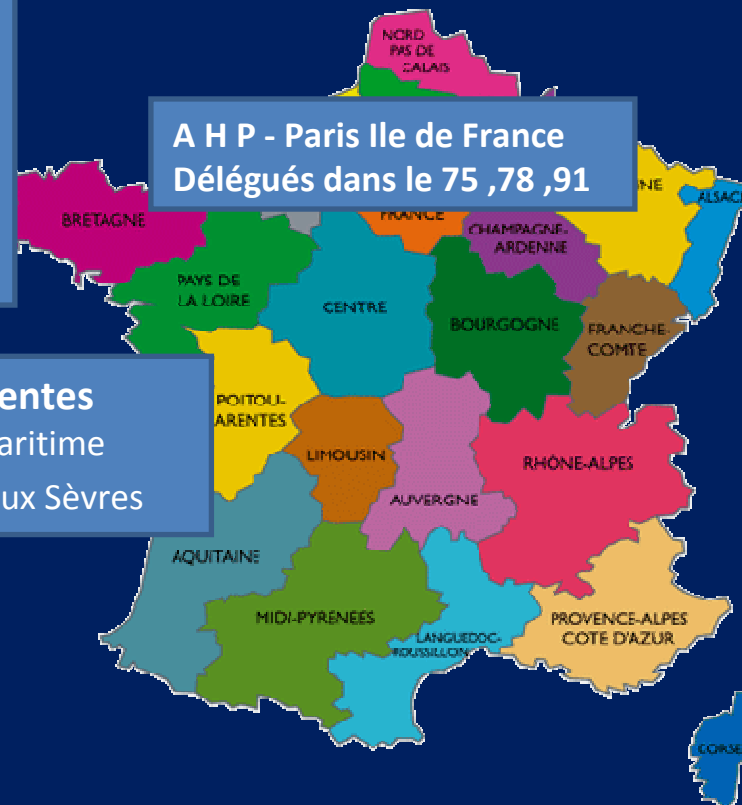 NORD
PAS DE
CALAIS
A H P - Paris Ile de France
Délégués dans le 75 ,78 ,91
BRETAGNE
FRANCE
CHAMPAGNE-
ARDENNE
NE
ALSACE
PAYS DE
LA LOIRE
CENTRE
BOURGOGNE
FRANCHE-
COMTE
entes
aritime
ux Sèvres
POITOU-
ARENTES
LIMOUSIN
AUVERGNE
RHÔNE-ALPES
AQUITAINE
MIDI-PYRENEES
LANGUEDOC-
ROUSSILLON
PROVENCE-ALPES
COTE D'AZUR
CORSE